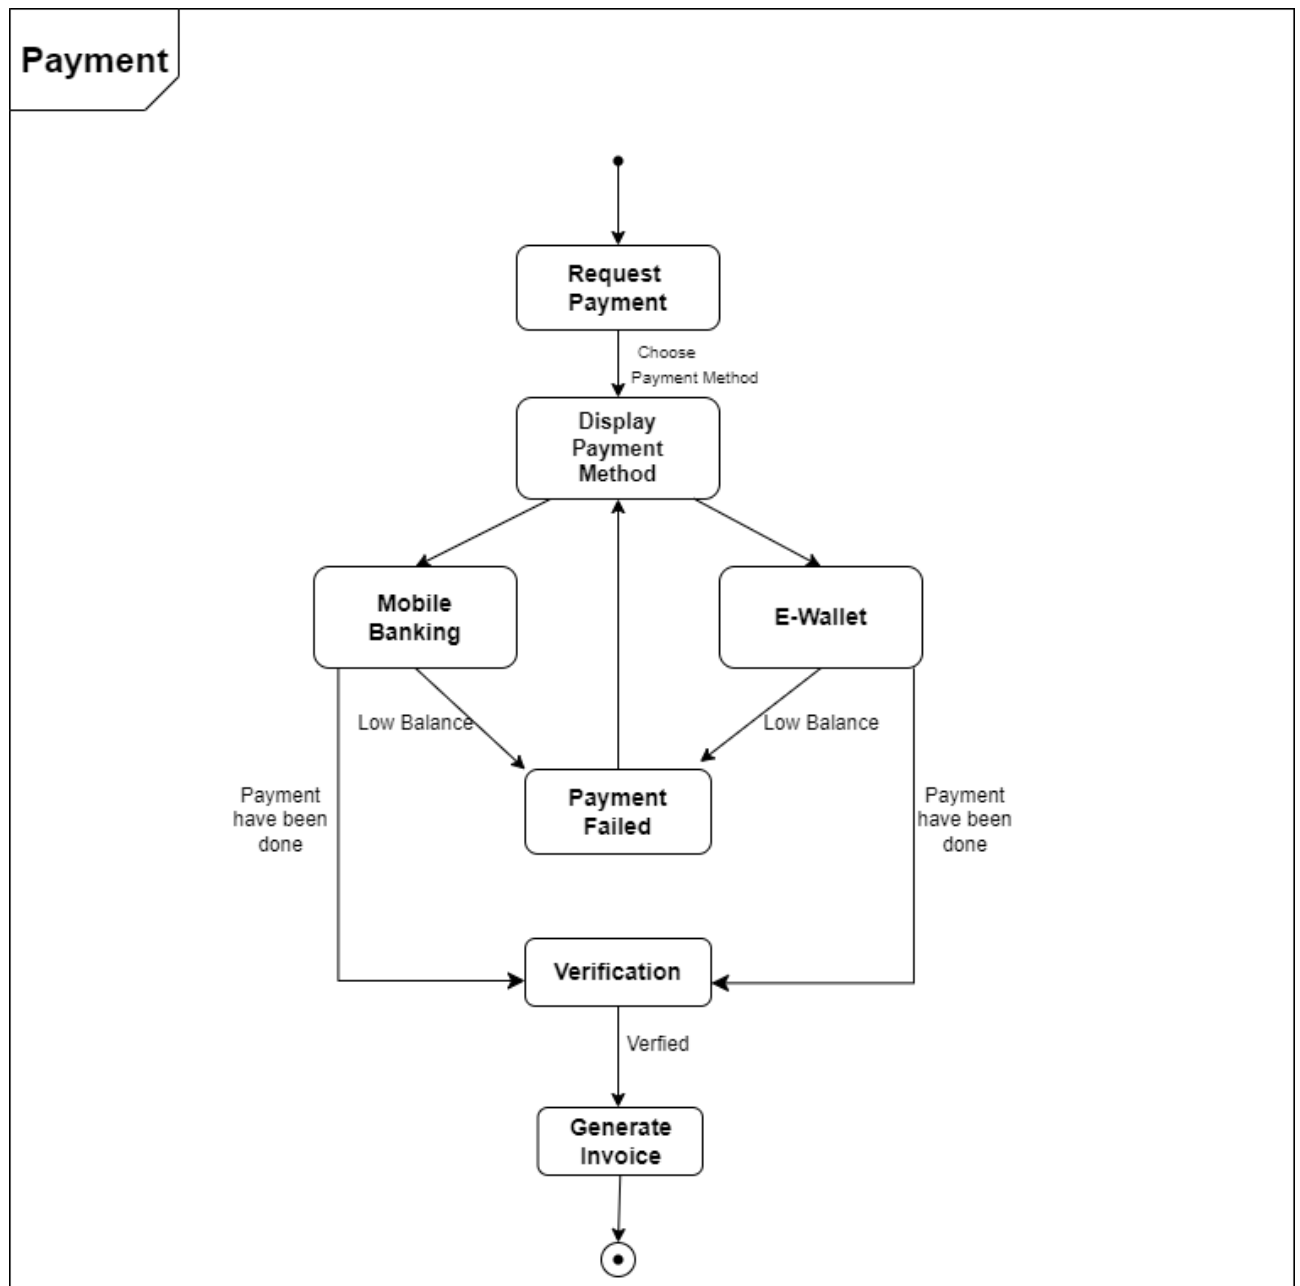 Payment
Request
Payment
Choose
Payment Method
Display
Payment
Method
Mobile
Banking
E-Wallet
Low Balance
Low Balance
Payment
have been
done
Payment
Failed
Payment
have been
done
Verification
Verfied
Generate
Invoice